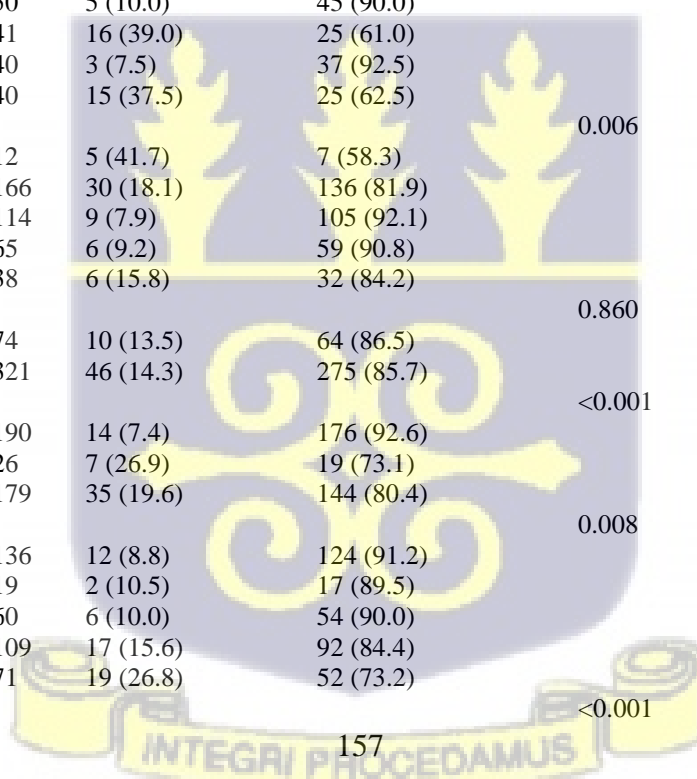 50 5 (10.0) 45 (90.0)
41 16 (39.0) 25 (61.0)
40 3 (7.5) 37 (92.5)
40 15 (37.5) 25 (62.5)
0.006
12 5 (41.7) 7 (58.3)
166 30 (18.1) 136 (81.9)
114 9 (7.9) 105 (92.1)
65 6 (9.2) 59 (90.8)
38 6 (15.8) 32 (84.2)
0.860
74 10 (13.5) 64 (86.5)
321 46 (14.3) 275 (85.7)
<0.001
190 14 (7.4) 176 (92.6)
26 7 (26.9) 19 (73.1)
179 35 (19.6) 144 (80.4)
0.008
136 12 (8.8) 124 (91.2)
19 2 (10.5) 17 (89.5)
60 6 (10.0) 54 (90.0)
109 17 (15.6) 92 (84.4)
71 19 (26.8) 52 (73.2)
<0.001
157
INTEGRI PROCEDAMUS